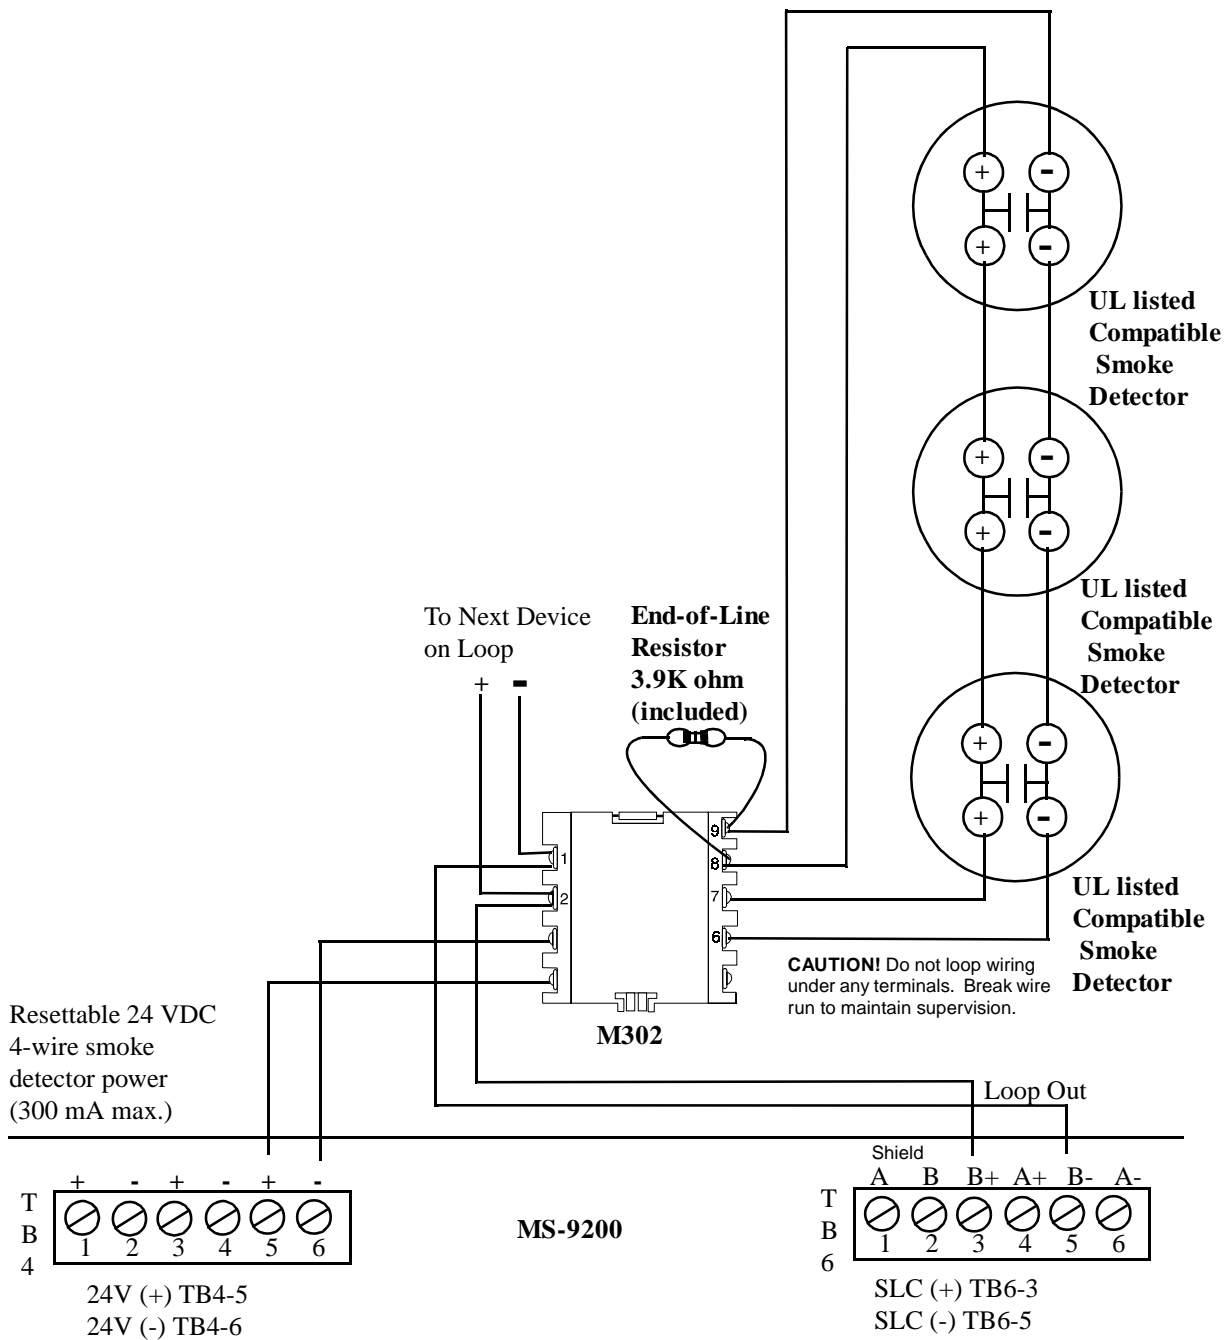 +
-
+
-
UL listed
Compatible
Smoke
Detector
+
-
+
-
UL listed
Compatible
Smoke
Detector
To Next Device
on Loop
+ -
End-of-Line
Resistor
3.9K ohm
(included)
+
-
+
-
UL listed
Compatible
Smoke
Detector
9
1
8
2
7
6
CAUTION! Do not loop wiring
under any terminals. Break wire
run to maintain supervision.
M302
Resettable 24 VDC
4-wire smoke
detector power
(300 mA max.)
Loop Out
+ - + - + -
T
B
4
1 2 3 4 5 6
24V (+) TB4-5
24V (-) TB4-6
MS-9200
Shield
A B B+ A+ B- A-
T
B
6
1 2 3 4 5 6
SLC (+) TB6-3
SLC (-) TB6-5